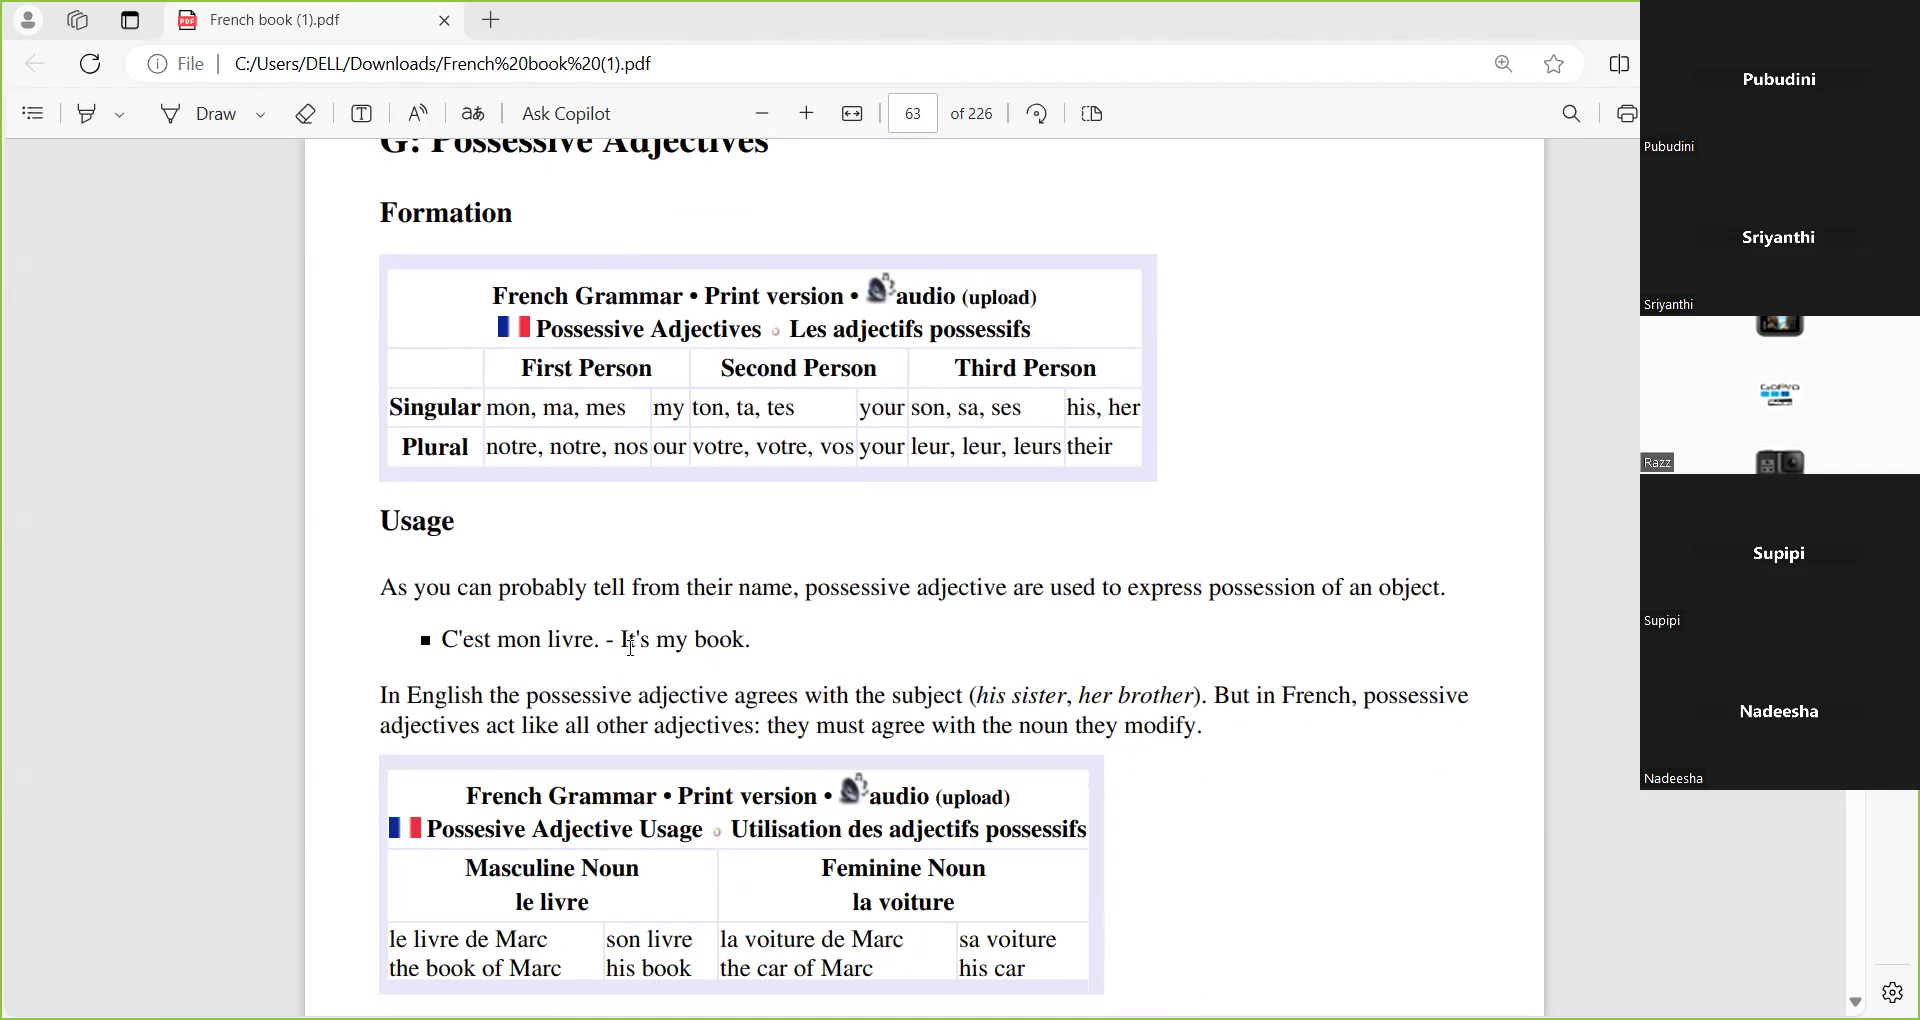 French book (1).pdf
File
C:/Users/DELL/Downloads/French%20book%20(1).pdf
Draw
Ask Copilot
63 of 226
G: Possessive Adjectives
Formation
French Grammar • Print version • audio (upload)
Possessive Adjectives Les adjectifs possessifs
First Person Second Person Third Person
Singular mon, ma, mes my ton, ta, tes your son, sa, ses his, her
Plural notre, notre, nos our votre, votre, vos your leur, leur, leurs their
Usage
As you can probably tell from their name, possessive adjective are used to express possession of an object.
C'est mon livre. - It's my book.
In English the possessive adjective agrees with the subject (his sister, her brother). But in French, possessive
adjectives act like all other adjectives: they must agree with the noun they modify.
French Grammar • Print version • audio (upload)
Possesive Adjective Usage Utilisation des adjectifs possessifs
Masculine Noun Feminine Noun
le livre la voiture
le livre de Marc son livre la voiture de Marc sa voiture
the book of Marc his book the car of Marc his car
Pubudini
Pubudini
Sriyanthi
Sriyanthi
GoPro
Razz
Supipi
Supipi
Nadeesha
Nadeesha